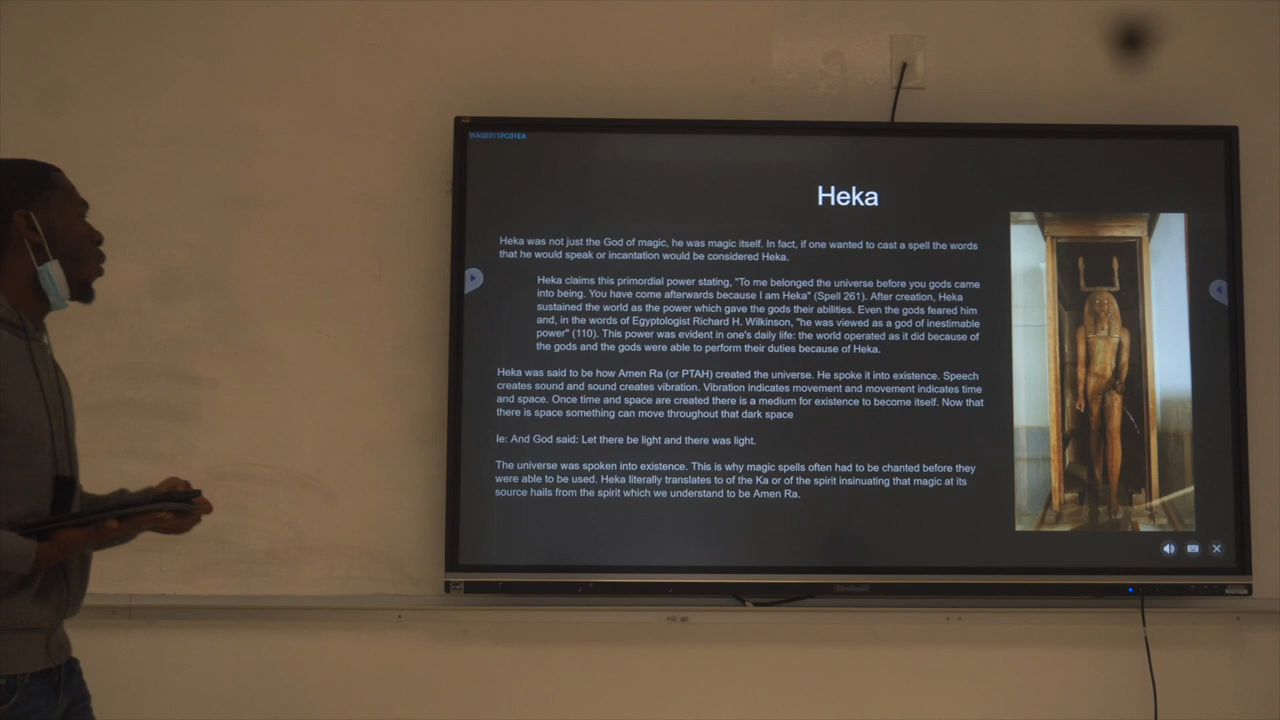 WA00311PC01EA
Heka
Heka was not just the God of magic, he was magic itself. In fact, if one wanted to cast a spell the words
that he would speak or incantation would be considered Heka.
Heka claims this primordial power stating, "To me belonged the universe before you gods came
into being. You have come afterwards because I am Heka" (Spell 261). After creation, Heka
sustained the world as the power which gave the gods their abilities. Even the gods feared him
and, in the words of Egyptologist Richard H. Wilkinson, "he was viewed as a god of inestimable
power" (110). This power was evident in one's daily life: the world operated as it did because of
the gods and the gods were able to perform their duties because of Heka.
Heka was said to be how Amen Ra (or PTAH) created the universe. He spoke it into existence. Speech
creates sound and sound creates vibration. Vibration indicates movement and movement indicates time
and space. Once time and space are created there is a medium for existence to become itself. Now that
there is space something can move throughout that dark space
Ie: And God said: Let there be light and there was light.
The universe was spoken into existence. This is why magic spells often had to be chanted before they
were able to be used. Heka literally translates to of the Ka or of the spirit insinuating that magic at its
source hails from the spirit which we understand to be Amen Ra.